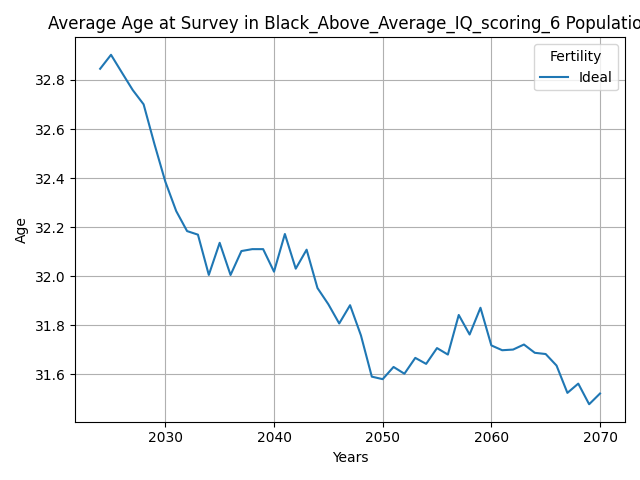 Average Age at Survey in Black_Above_Average_IQ_scoring_6 Populatio
Fertility
Ideal
32.8
32.6
32.4
32.2
32.0
31.8
31.6
Age
2030 2040 2050 2060 2070
Years